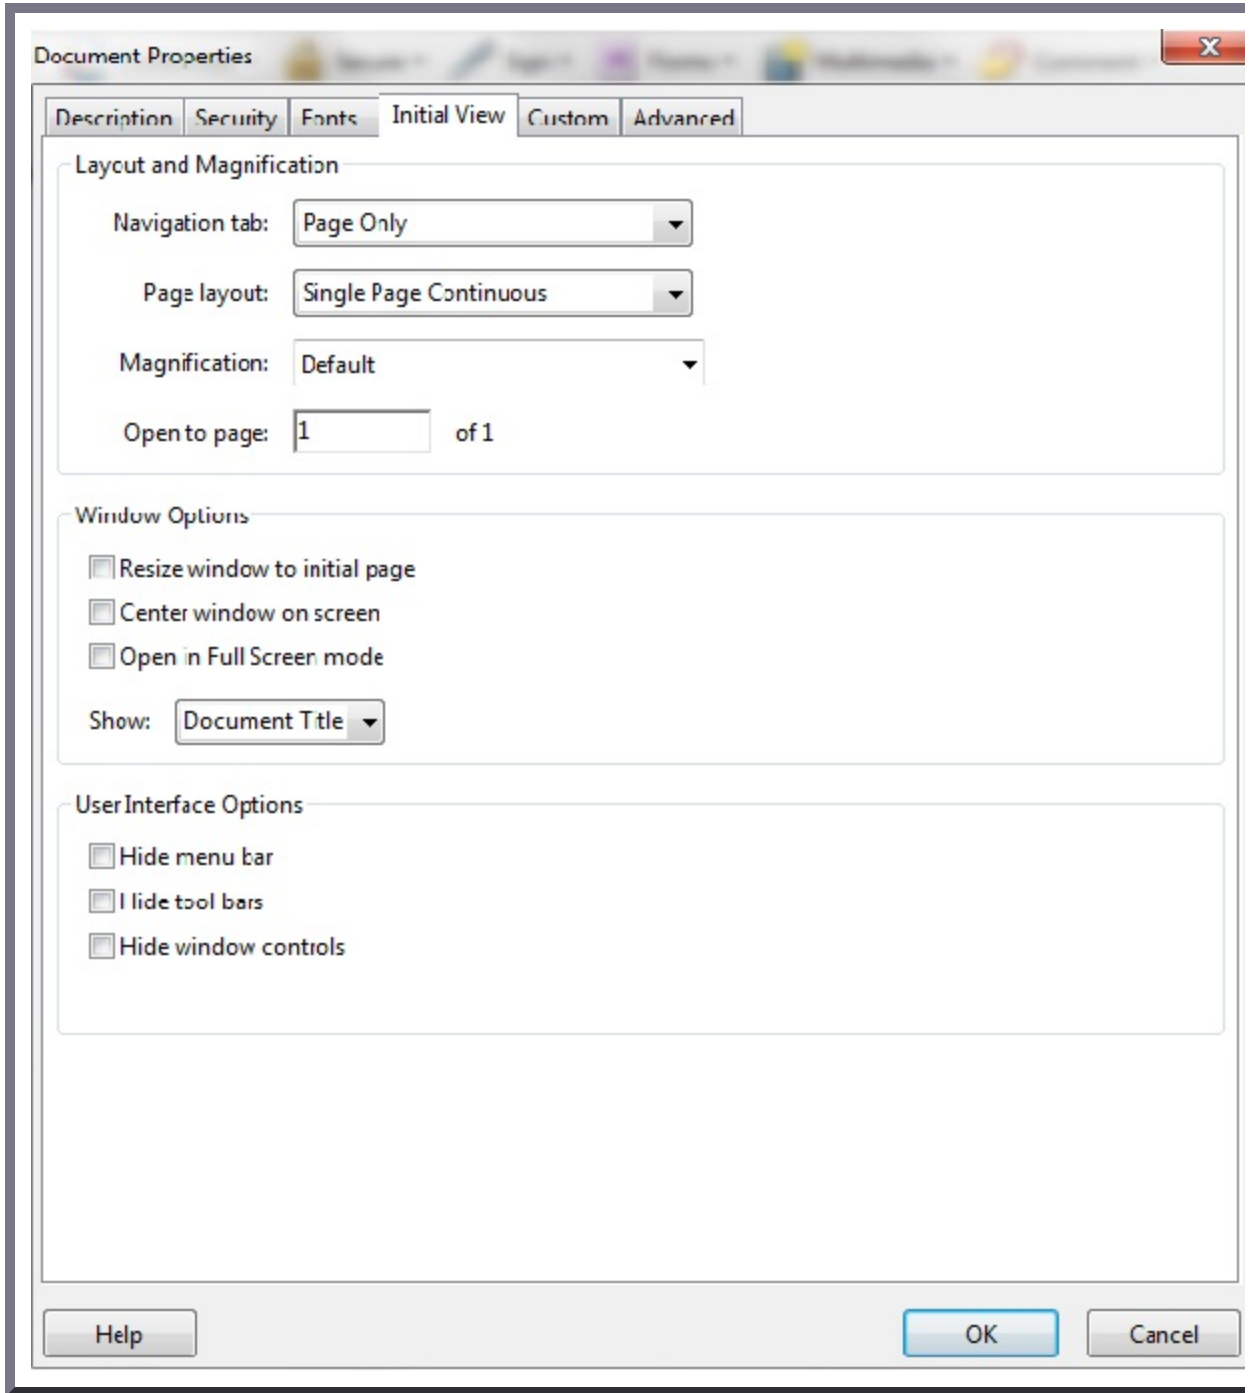 Document Properties
Description Security Fonts Initial View Custom Advanced
Layout and Magnification
Navigation tab: Page Only
Page layout: Single Page Continuous
Magnification: Default
Open to page: 1 of 1
Window Options
Resize window to initial page
Center window on screen
Open in Full Screen mode
Show: Document Title
User Interface Options
Hide menu bar
Hide tool bars
Hide window controls
Help OK Cancel